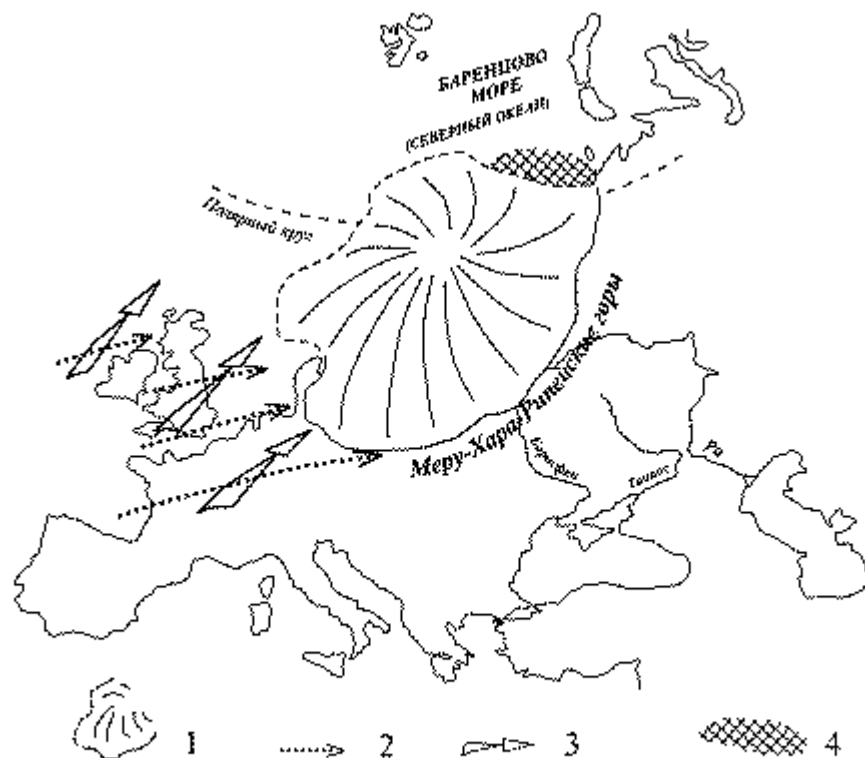 БАРЕНЦОВО
МОРЕ
(СЕВЕРНЫЙ ОКЕАН)
Полярный круг
Меру-Хара/Рипейские горы
Борисфен
Танаис
Ра
1
2
3
4